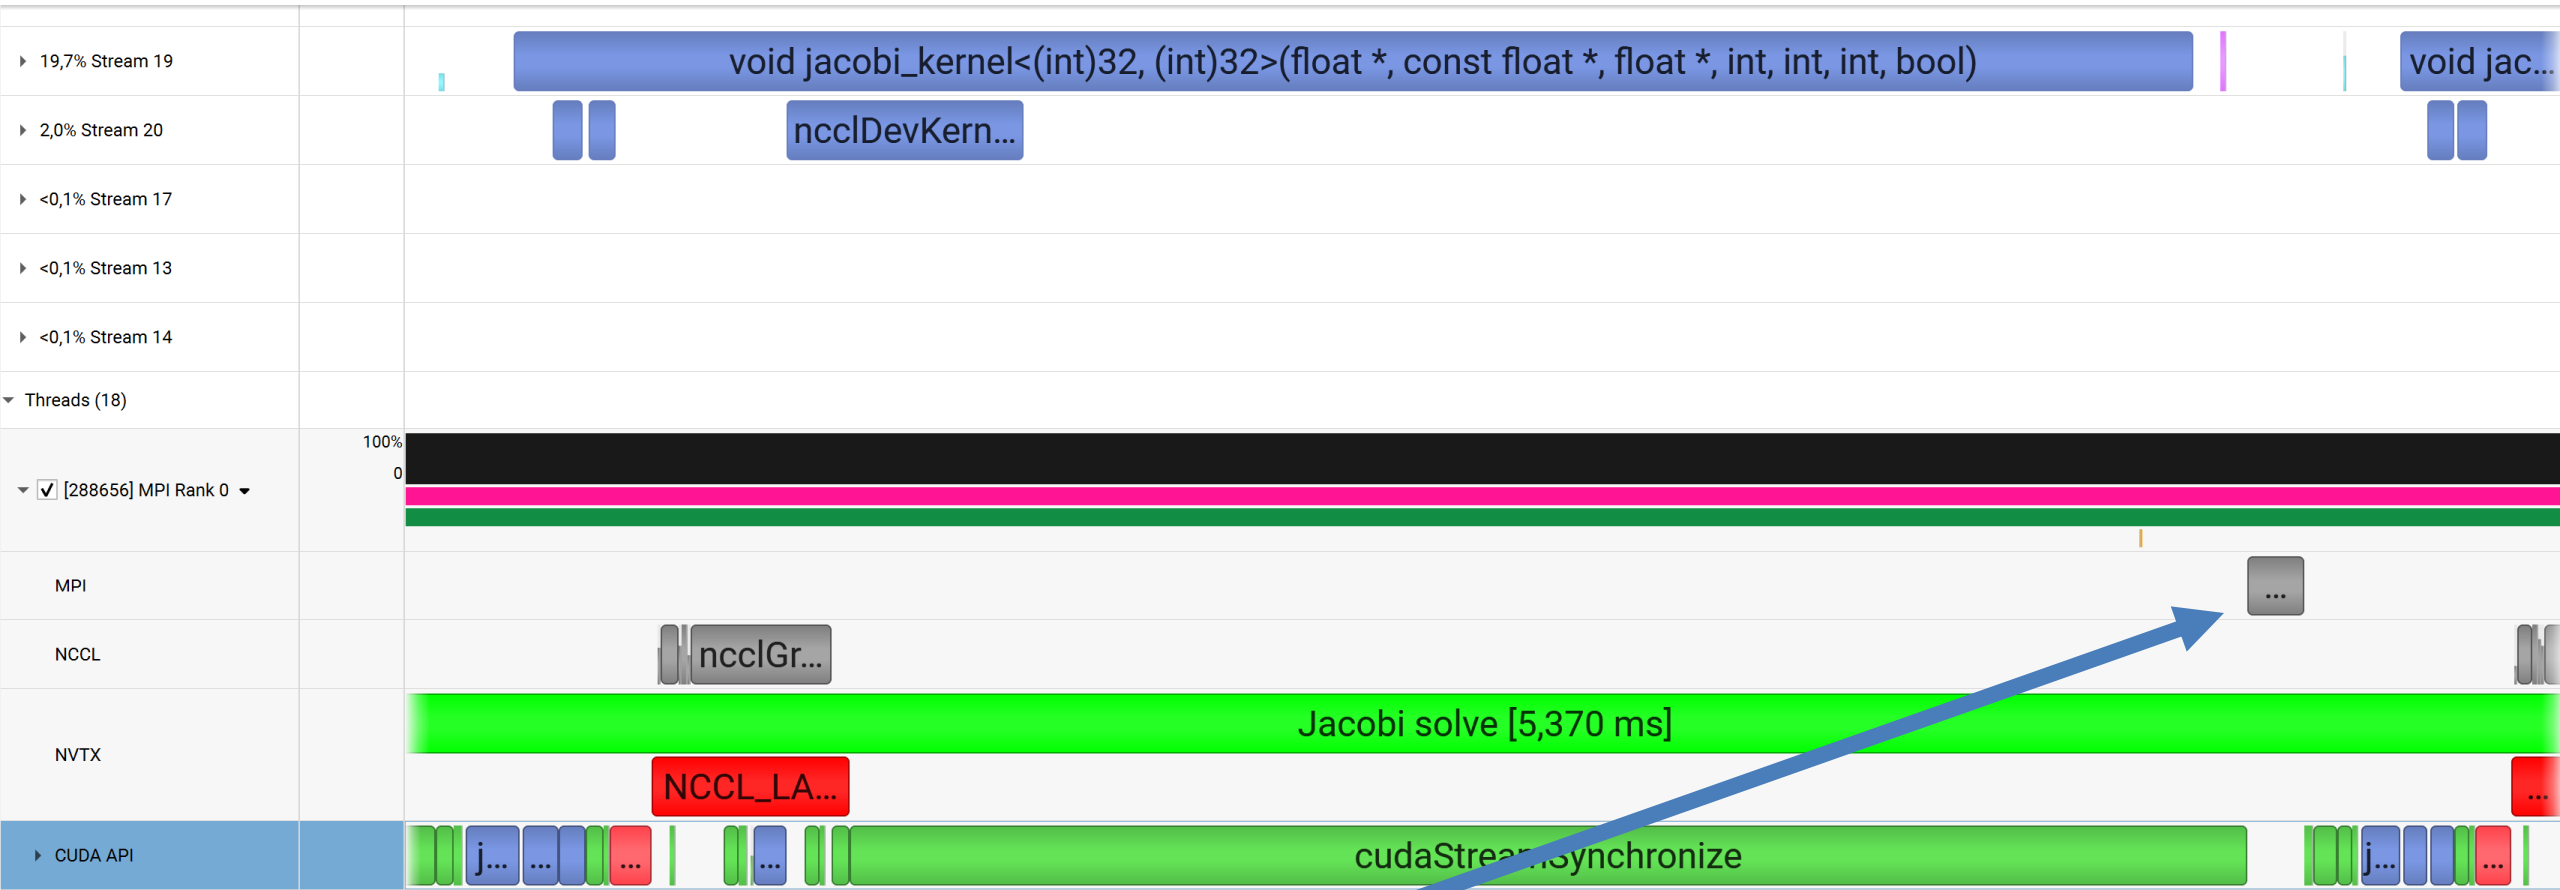 19,7% Stream 19
void jacobi_kernel<(int)32, (int)32>(float *, const float *, float *, int, int, int, bool)
void jac...
2,0% Stream 20
ncclDevKern...
<0,1% Stream 17
<0,1% Stream 13
<0,1% Stream 14
Threads (18)
100%
0
[288656] MPI Rank 0
MPI
...
NCCL
ncclGr...
NVTX
Jacobi solve [5,370 ms]
NCCL_LA...
...
CUDA API
j...
...
...
...
cudaStreamSynchronize
j...
...